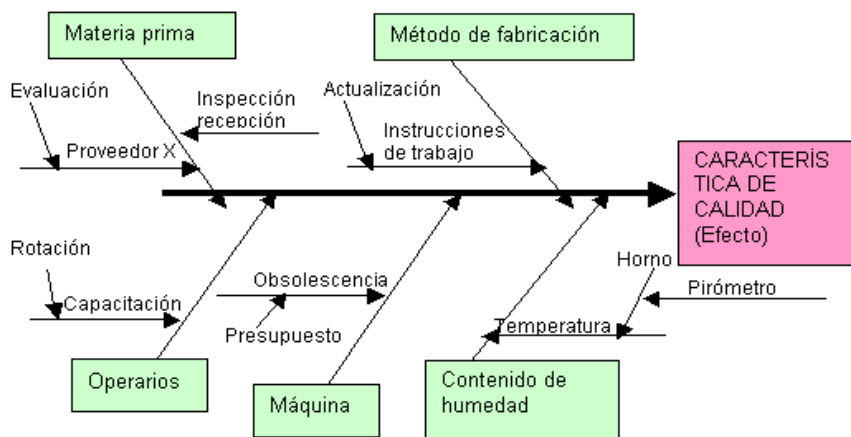 Materia prima
Método de fabricación
Evaluación
Inspección
recepción
Actualización
Proveedor X
Instrucciones
de trabajo
CARACTERÍS
TICA DE
CALIDAD
(Efecto)
Rotación
Capacitación
Obsolescencia
Presupuesto
Horno
Pirómetro
Temperatura
Operarios
Máquina
Contenido de
humedad